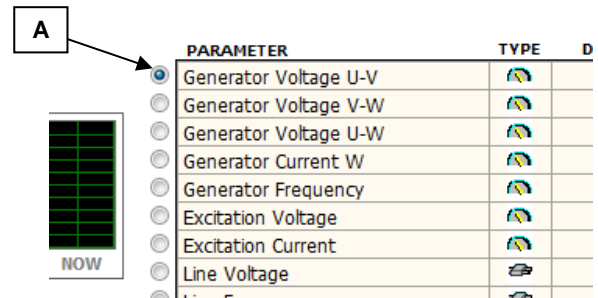 A
PARAMETER TYPE D
Generator Voltage U-V
Generator Voltage V-W
Generator Voltage U-W
Generator Current W
Generator Frequency
Excitation Voltage
Excitation Current
NOW
Line Voltage